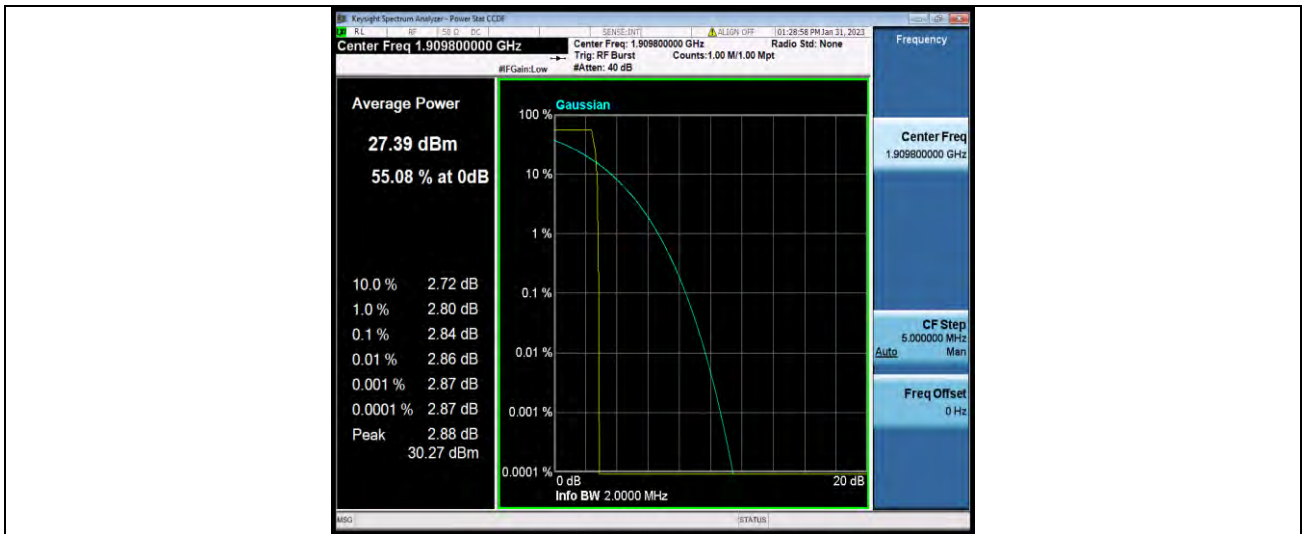 Keysight Spectrum Analyzer - Power Stat CCDF
RL RF 50 Ω DC SENSE:INT ALIGN OFF 01:28:58 PM Jan 31, 2023
Center Freq 1.909800000 GHz
Center Freq: 1.909800000 GHz Radio Std: None
Trig: RF Burst Counts:1.00 M/1.00 Mpt
#IFGain:Low #Atten: 40 dB
Frequency
Average Power
27.39 dBm
55.08 % at 0dB
10.0 % 2.72 dB
1.0 % 2.80 dB
0.1 % 2.84 dB
0.01 % 2.86 dB
0.001 % 2.87 dB
0.0001 % 2.87 dB
Peak 2.88 dB
30.27 dBm
Gaussian
100 %
10 %
1 %
0.1 %
0.01 %
0.001 %
0.0001 %
0 dB 20 dB
Info BW 2.0000 MHz
Center Freq
1.909800000 GHz
CF Step
5.000000 MHz
Auto Man
Freq Offset
0 Hz
MSG STATUS